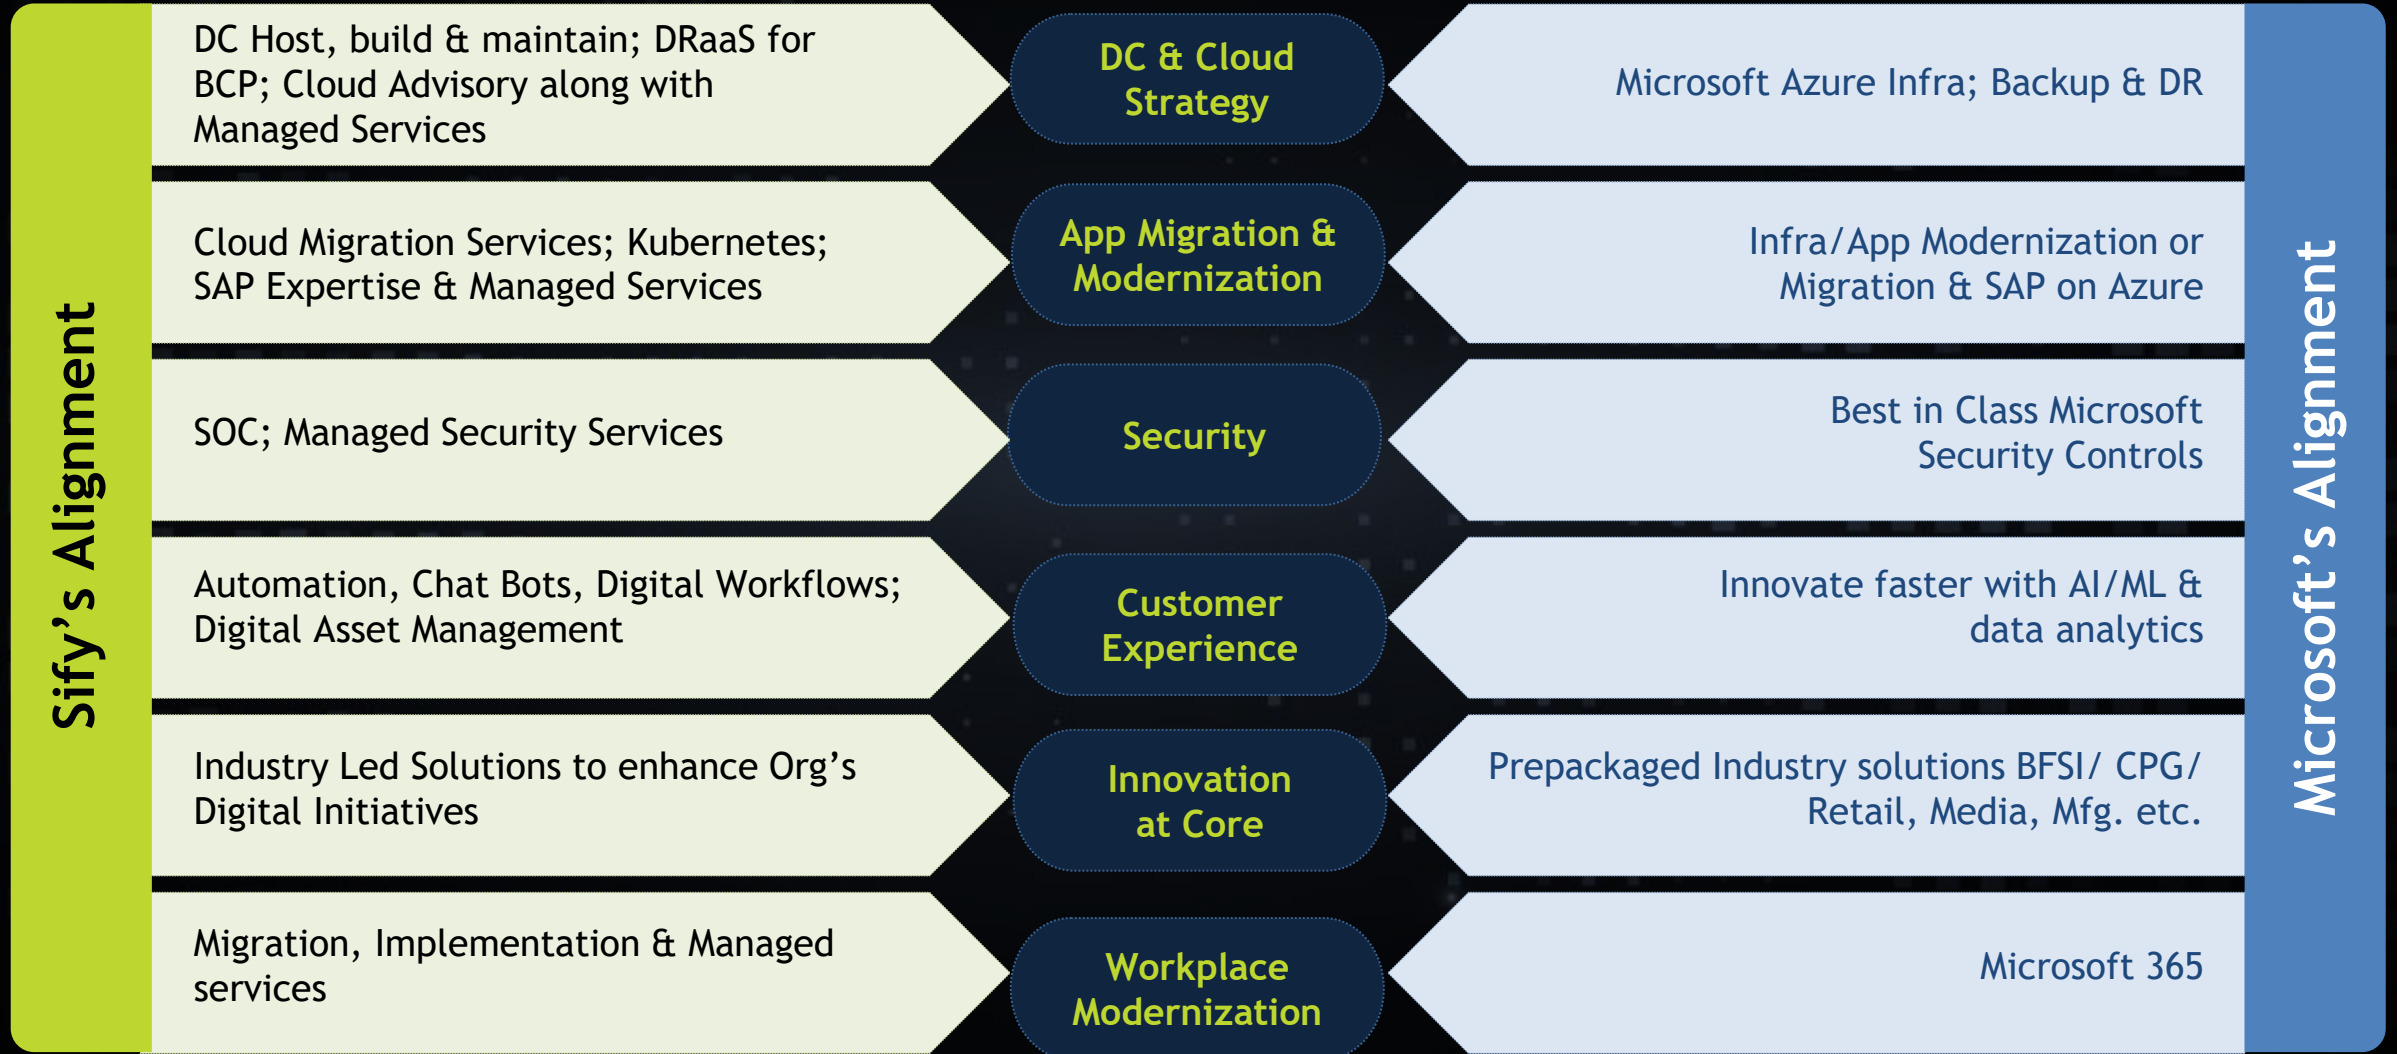 Sify’s Alignment
DC Host, build & maintain; DRaaS for
BCP; Cloud Advisory along with
Managed Services
DC & Cloud
Strategy
Microsoft Azure Infra; Backup & DR
Cloud Migration Services; Kubernetes;
SAP Expertise & Managed Services
App Migration &
Modernization
Infra/App Modernization or
Migration & SAP on Azure
SOC; Managed Security Services
Security
Best in Class Microsoft
Security Controls
Automation, Chat Bots, Digital Workflows;
Digital Asset Management
Customer
Experience
Innovate faster with AI/ML &
data analytics
Industry Led Solutions to enhance Org’s
Digital Initiatives
Innovation
at Core
Prepackaged Industry solutions BFSI/ CPG/
Retail, Media, Mfg. etc.
Migration, Implementation & Managed
services
Workplace
Modernization
Microsoft 365
Microsoft’s Alignment